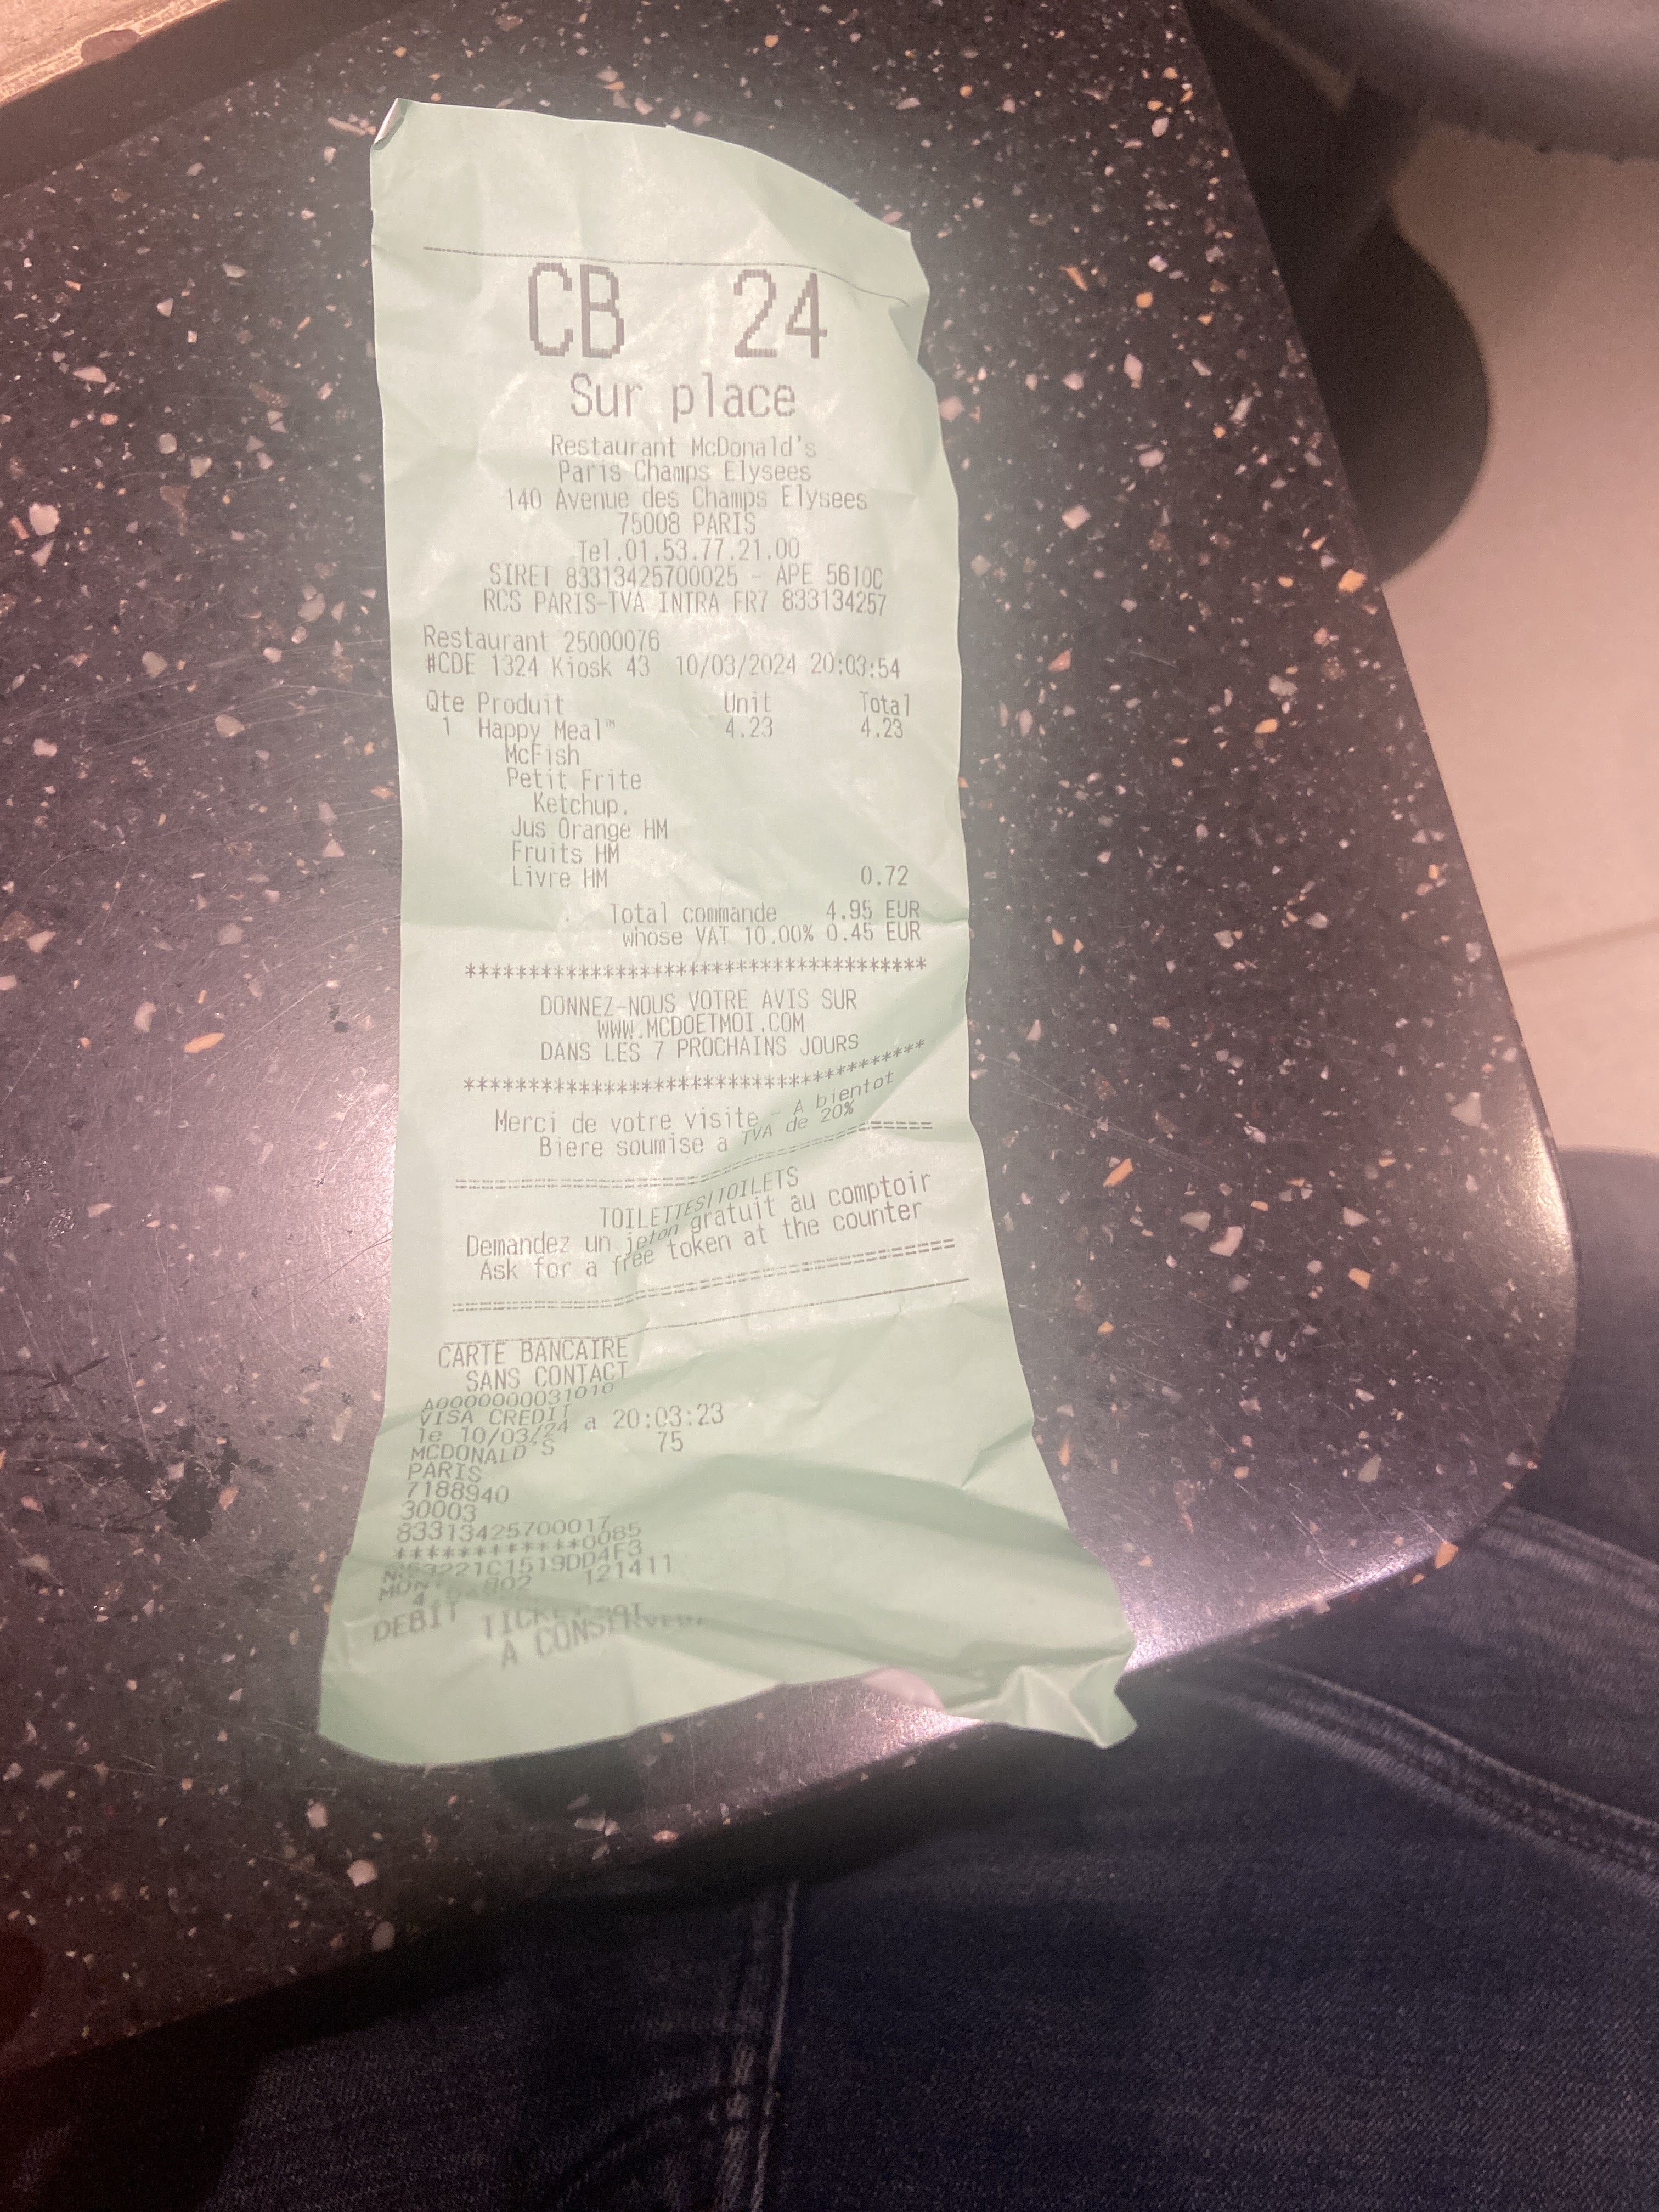 CB 24
Sur place
Restaurant McDonald's
Paris Champs Elysees
140 Avenue des Champs Elysees
75008 PARIS
Tel.01.53.77.21.00
SIRET 83313425700025 - APE 5610C
RCS PARIS-TVA INTRA FR7 833134257
Restaurant 25000076
#CDE 1324 Kiosk 43 10/03/2024 20:03:54
Qte Produit Unit Total
1 Happy Meal™ 4.23 4.23
McFish
Petit Frite
Ketchup.
Jus Orange HM
Fruits HM
Livre HM 0.72
Total commande 4.95 EUR
whose VAT 10.00% 0.45 EUR
************************************
DONNEZ-NOUS VOTRE AVIS SUR
WWW.MCDOETMOI.COM
DANS LES 7 PROCHAINS JOURS
************************************
Merci de votre visite - A bientot
Biere soumise a TVA de 20%
=====================================
TOILETTES/TOILETS
Demandez un jeton gratuit au comptoir
Ask for a free token at the counter
=====================================
CARTE BANCAIRE
SANS CONTACT
A0000000031010
VISA CREDIT
le 10/03/24 a 20:03:23
MCDONALD'S 75
PARIS
7188940
30003
83313425700017
************0085
121411
DEBIT
A CONSERVER